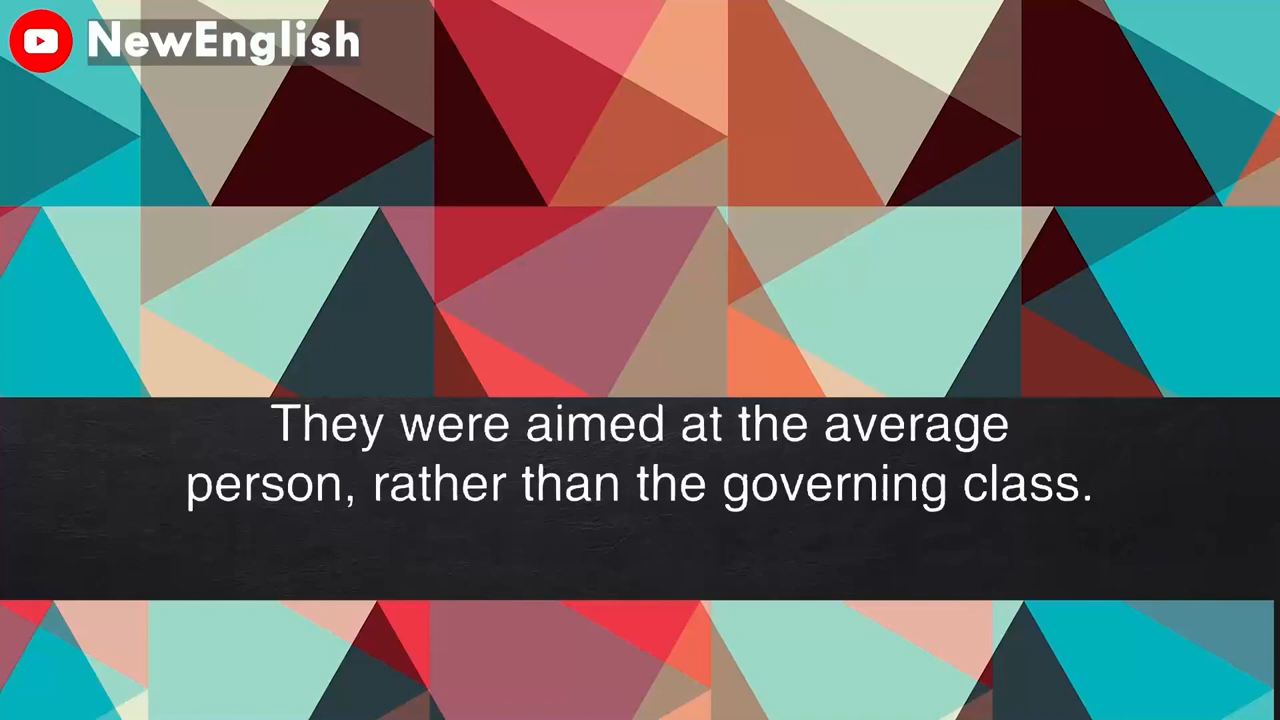 NewEnglish
They were aimed at the average
person, rather than the governing class.